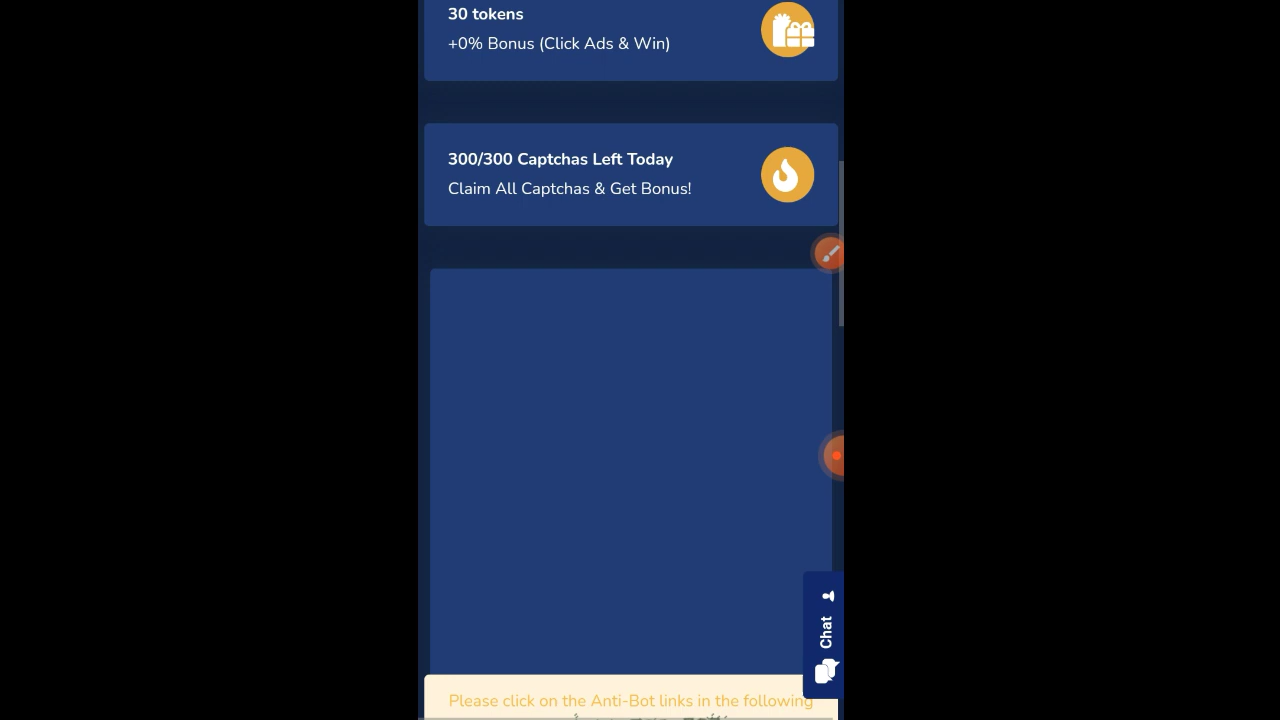 30 tokens
+0% Bonus (Click Ads & Win)
300/300 Captchas Left Today
Claim All Captchas & Get Bonus!
Chat
Please click on the Anti-Bot links in the following